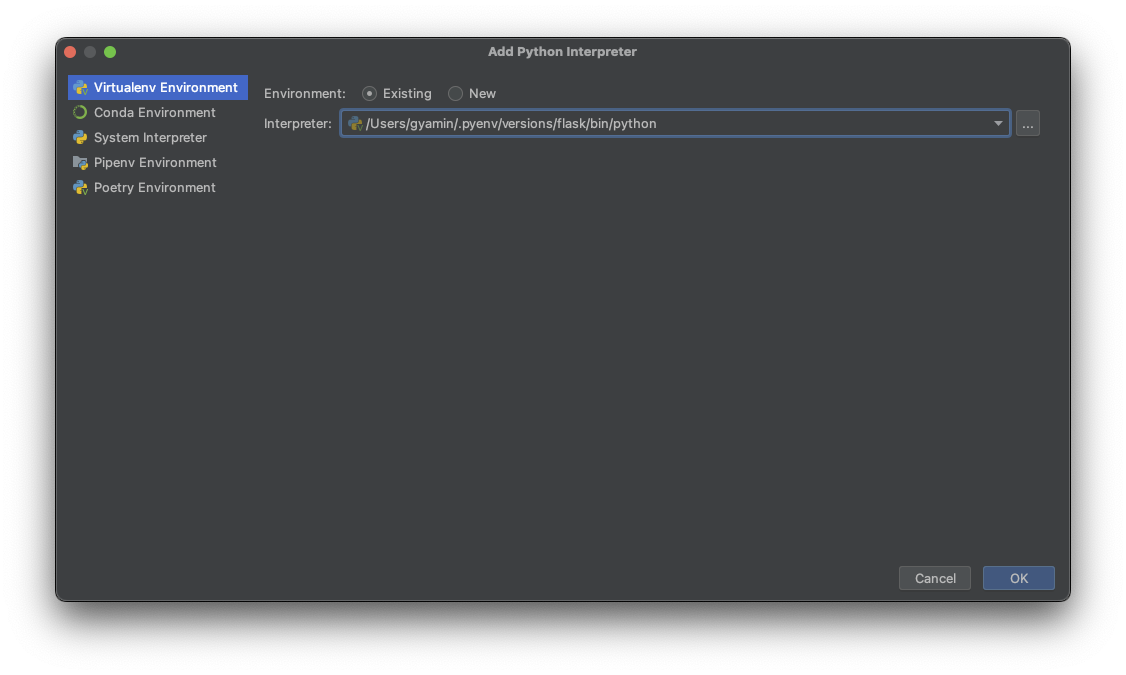 Add Python Interpreter
Virtualenv Environment
Conda Environment
System Interpreter
Pipenv Environment
Poetry Environment
Environment: Existing New
Interpreter: /Users/gyamin/.pyenv/versions/flask/bin/python ...
Cancel OK